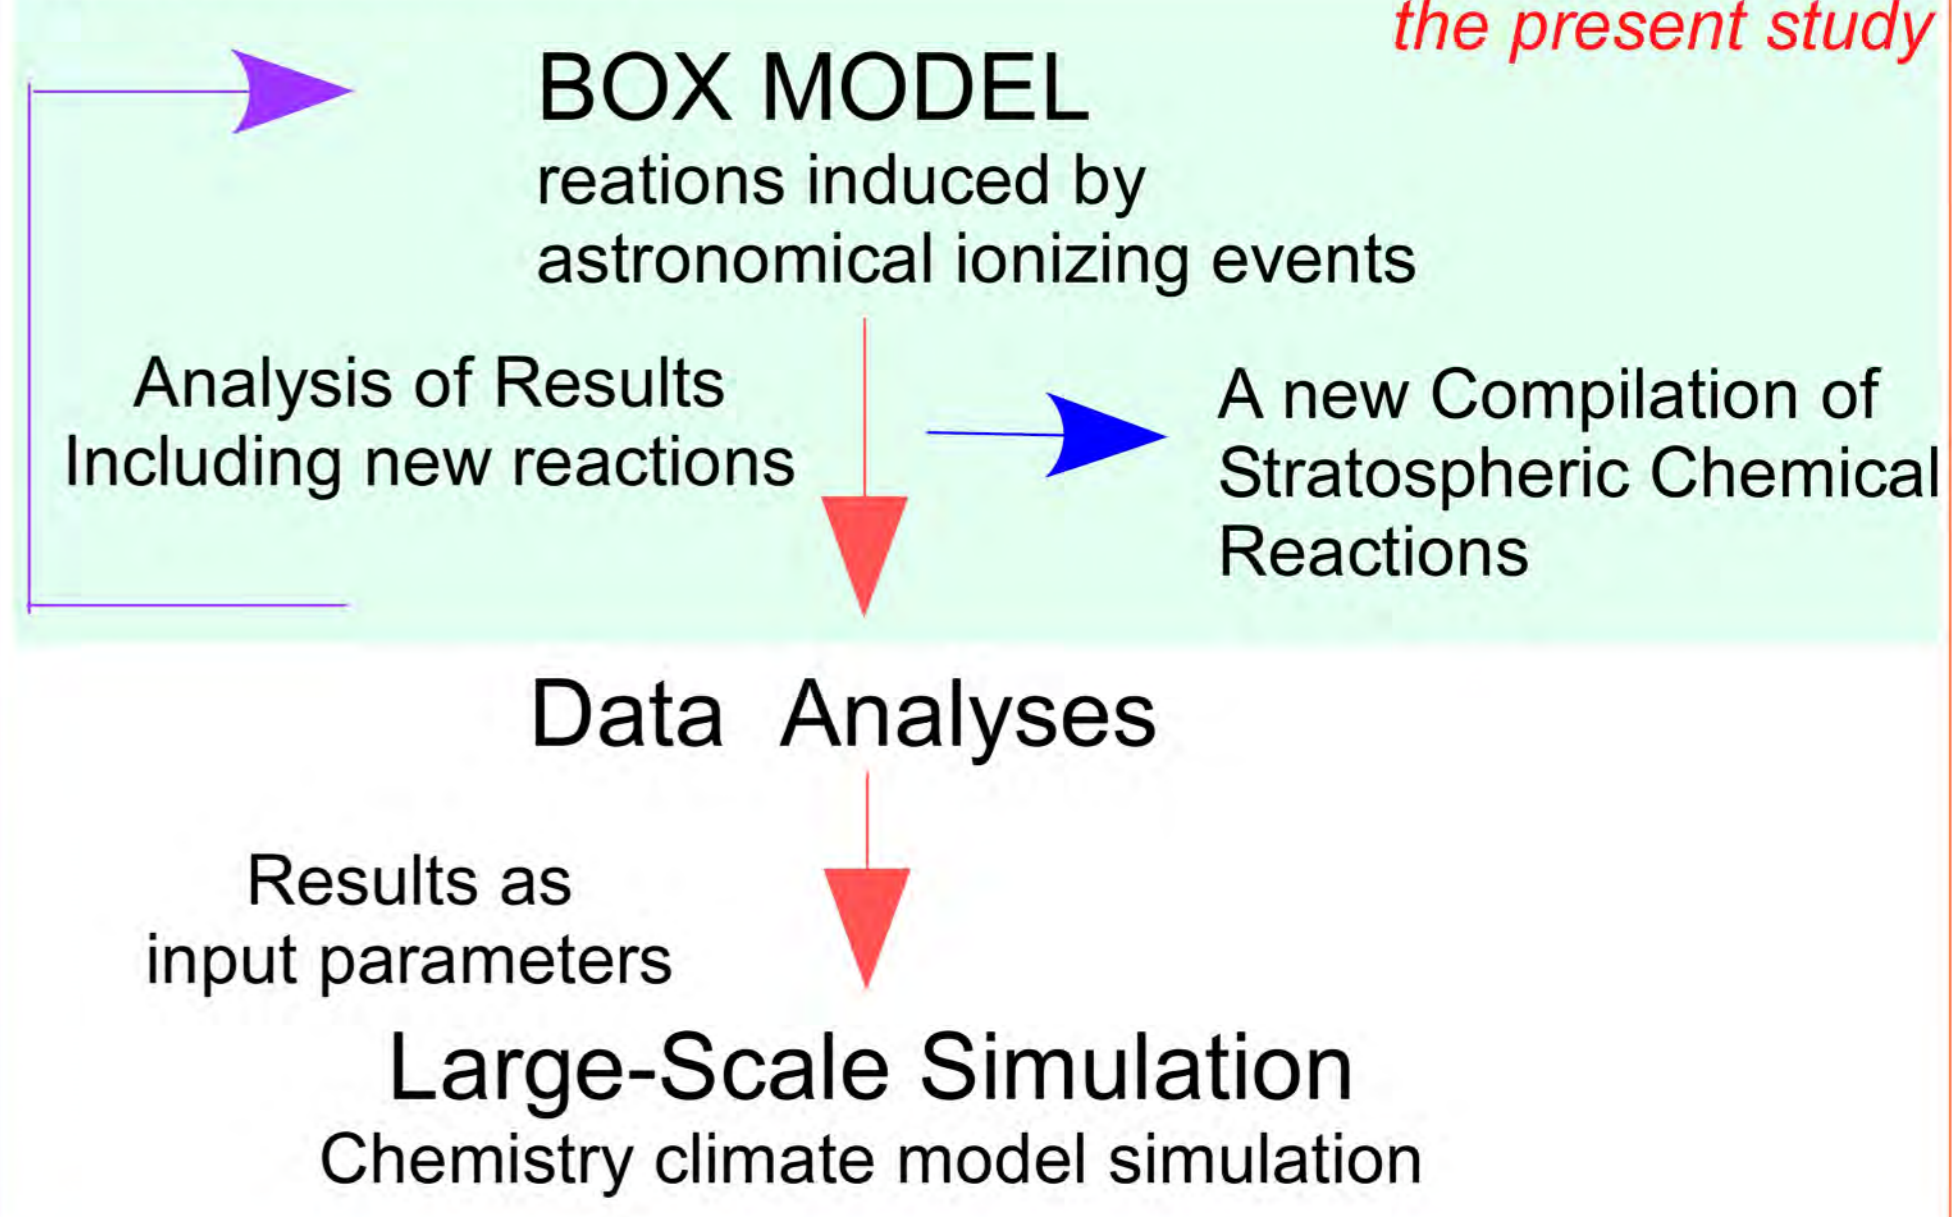 the present study
BOX MODEL
reations induced by
astronomical ionizing events
Analysis of Results
Including new reactions
A new Compilation of
Stratospheric Chemical
Reactions
Data Analyses
Results as
input parameters
Large-Scale Simulation
Chemistry climate model simulation